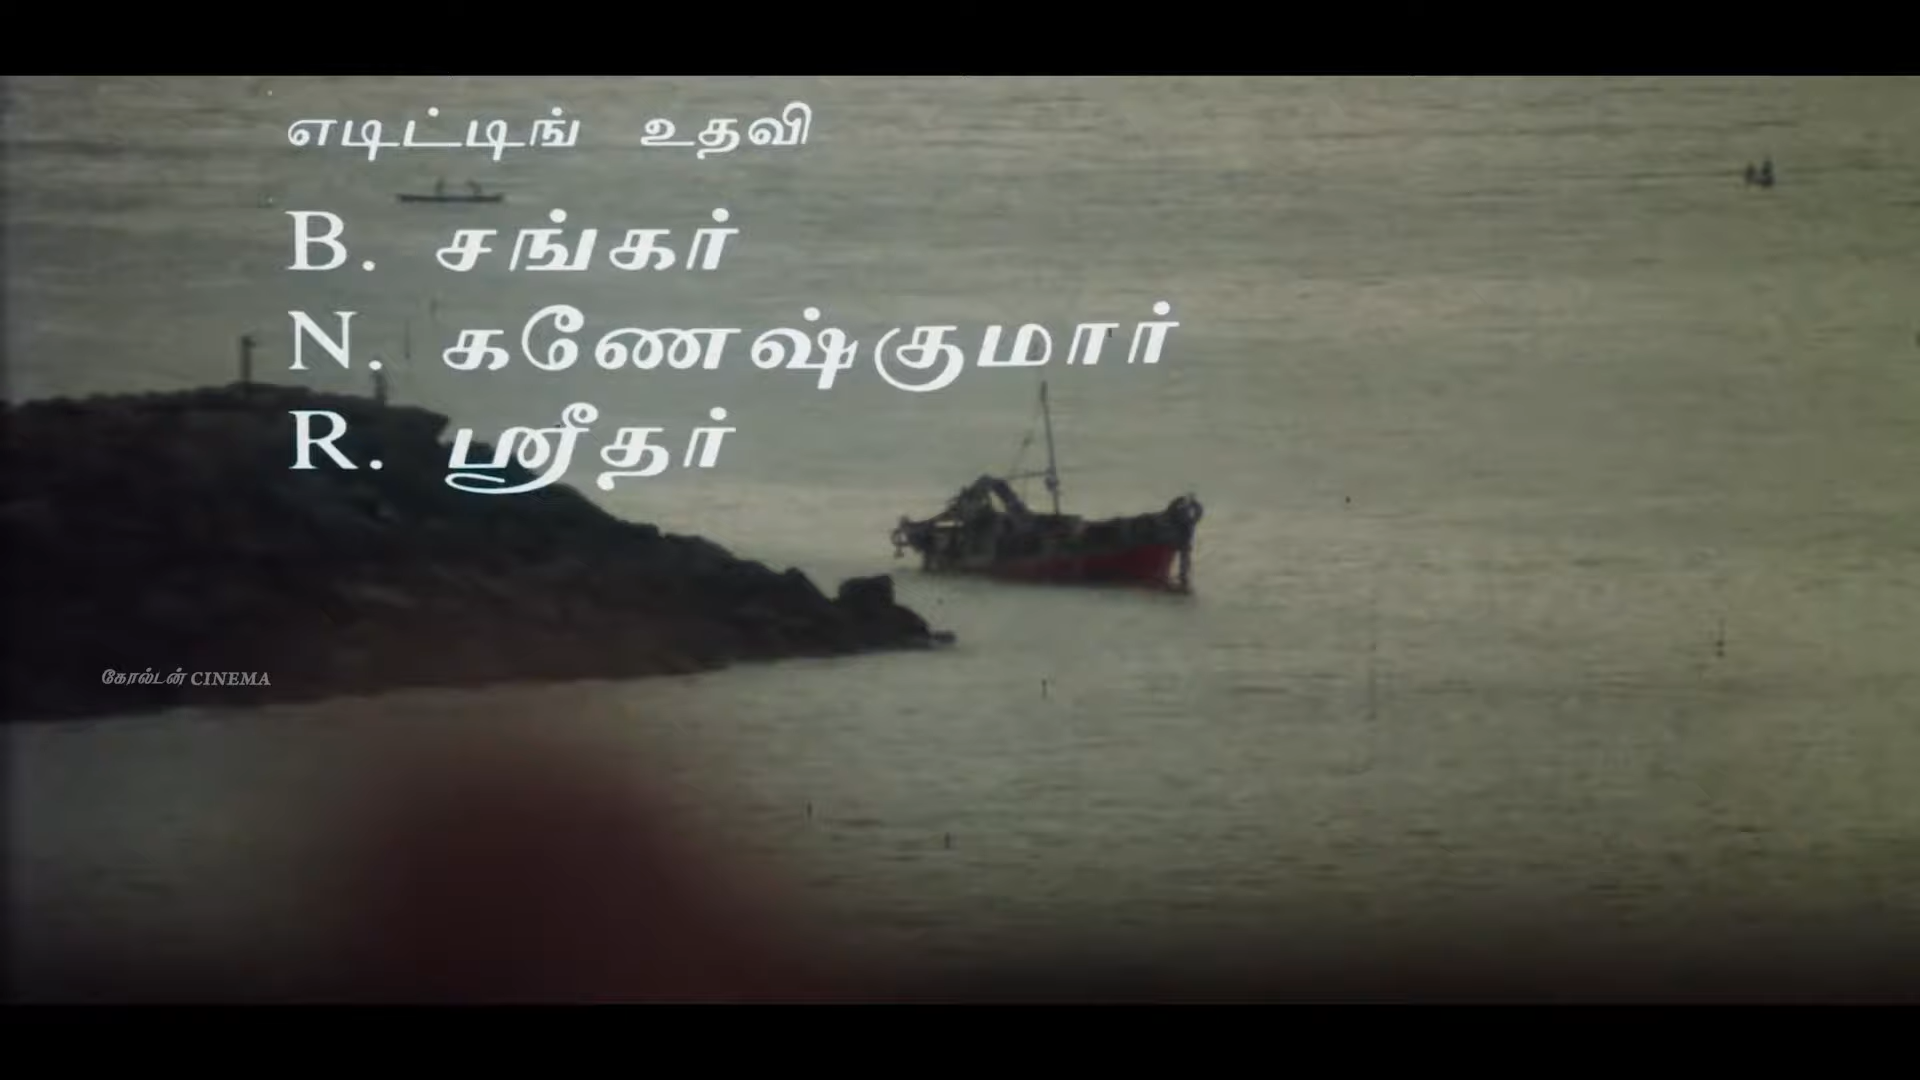 எடிட்டிங் உதவி
B. சங்கர்
N. கணேஷ்குமார்
R. ஸ்ரீதர்
கோல்டன் CINEMA